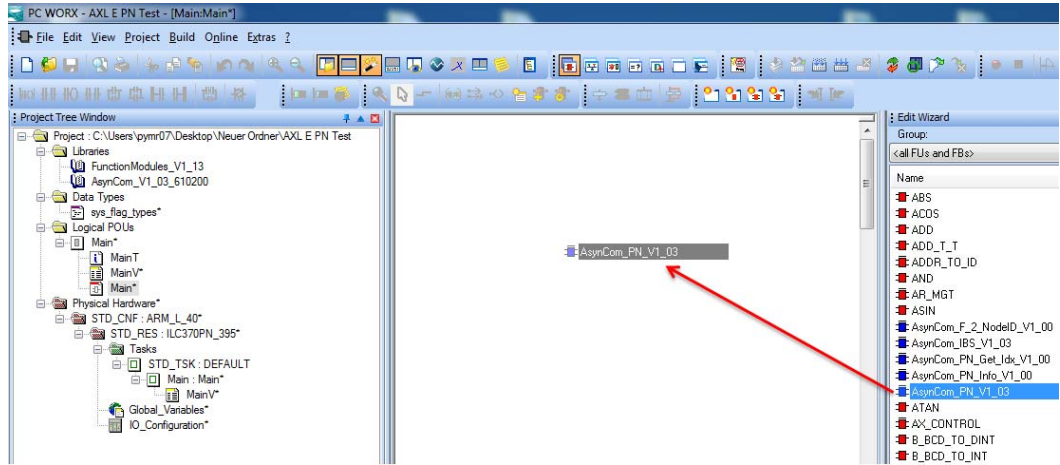 PC WORX - AXL E PN Test - [Main:Main*]
File Edit View Project Build Online Extras ?
Project Tree Window
Project : C:\Users\pymr07\Desktop\Neuer Ordner\AXL E PN Test
Libraries
FunctionModules_V1_13
AsynCom_V1_03_610200
Data Types
sys_flag_types*
Logical POUs
Main*
MainT
MainV*
Main*
Physical Hardware*
STD_CNF : ARM_L_40*
STD_RES : ILC370PN_395*
Tasks
STD_TSK : DEFAULT
Main : Main*
MainV*
Global_Variables*
IO_Configuration*
AsynCom_PN_V1_03
Edit Wizard
Group:
<all FUs and FBs>
Name
ABS
ACOS
ADD
ADD_T_T
ADDR_TO_ID
AND
AR_MGT
ASIN
AsynCom_F_2_NodeID_V1_00
AsynCom_IBS_V1_03
AsynCom_PN_Get_Idx_V1_00
AsynCom_PN_Info_V1_00
AsynCom_PN_V1_03
ATAN
AX_CONTROL
B_BCD_TO_DINT
B_BCD_TO_INT